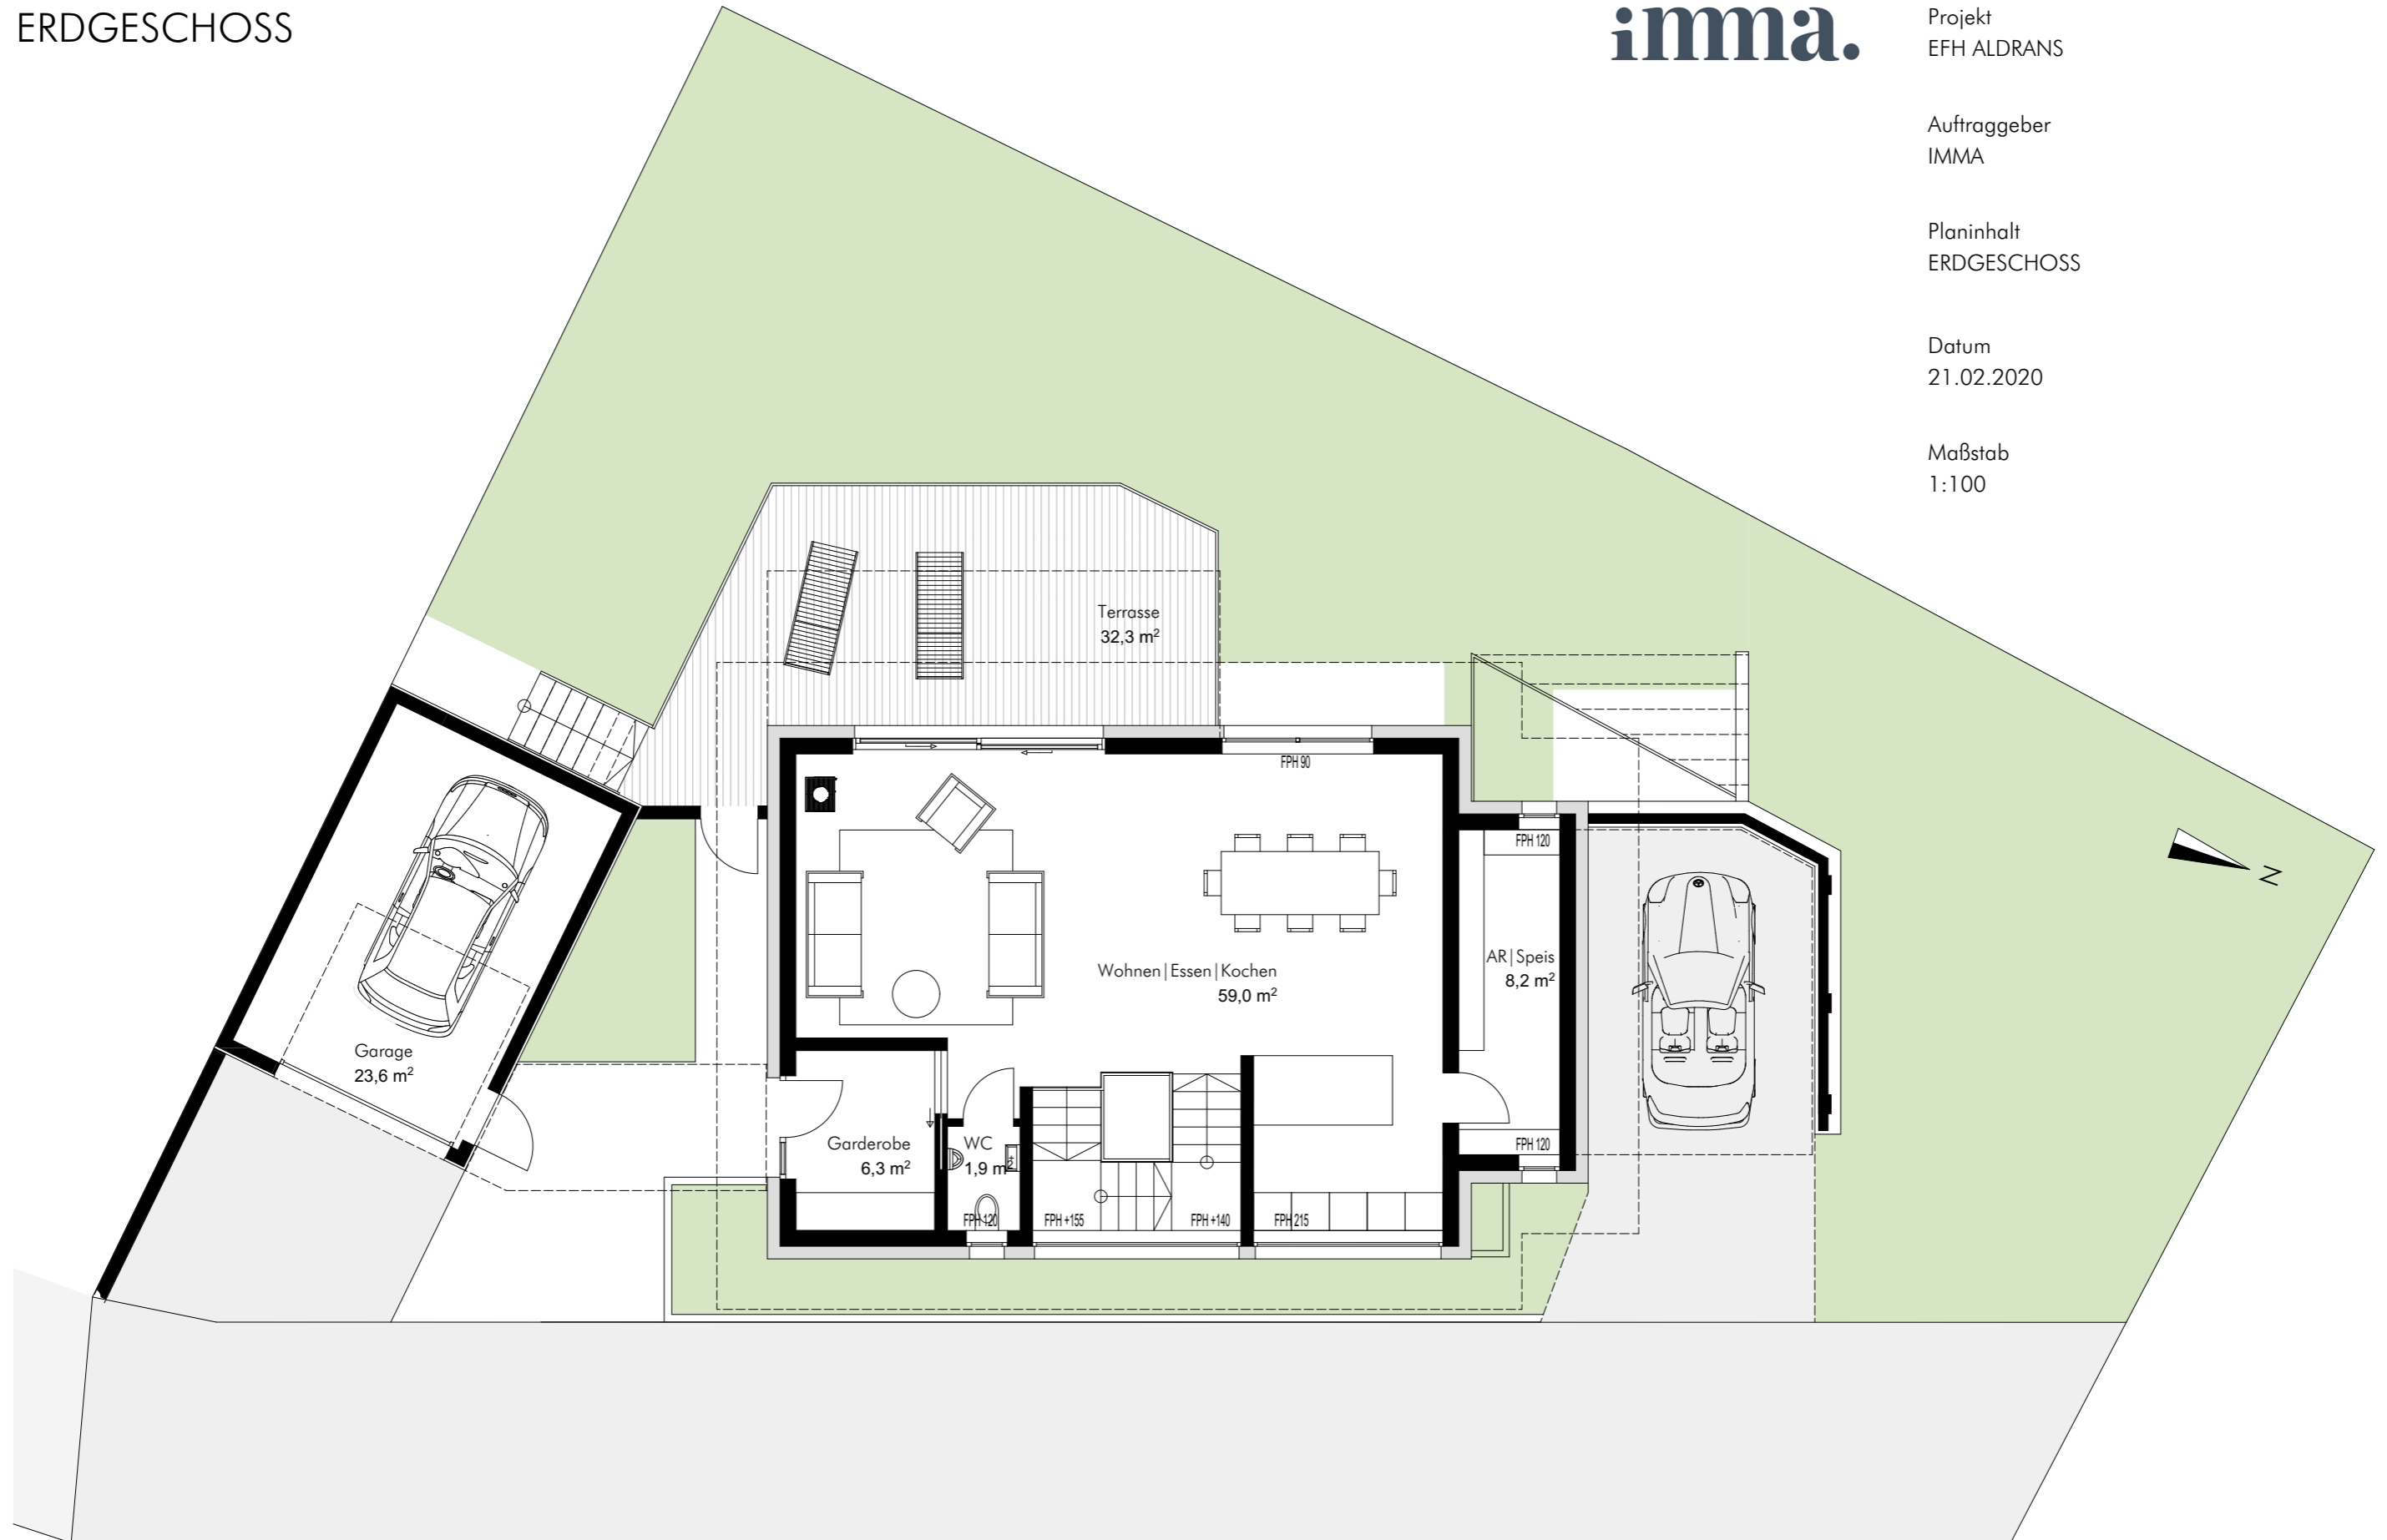 ERDGESCHOSS
imma.
Projekt
EFH ALDRANS
Auftraggeber
IMMA
Planinhalt
ERDGESCHOSS
Datum
21.02.2020
Maßstab
1:100
Terrasse
32,3 m²
FPH 90
FPH 120
N
AR|Speis
8,2 m²
Wohnen|Essen|Kochen
59,0 m²
Garage
23,6 m²
Garderobe
6,3 m²
WC
1,9 m²
FPH 120
FPH 120
FPH +155
FPH +140
FPH 215